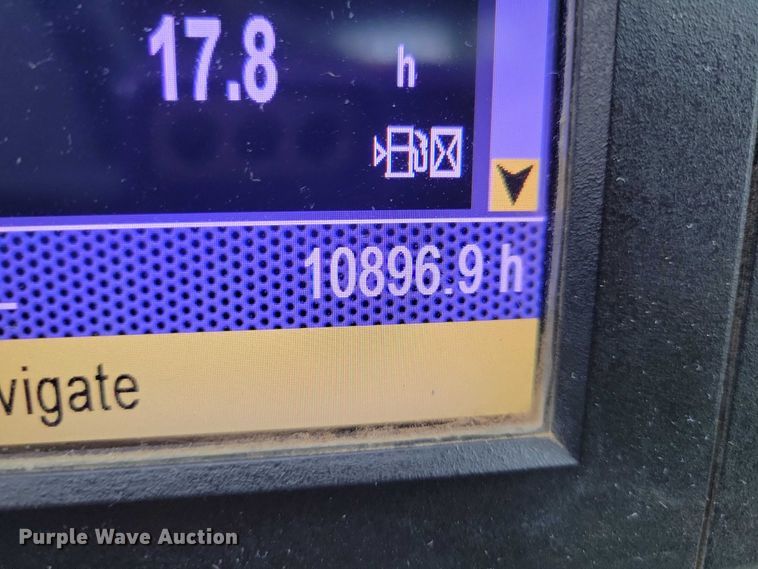 17.8 h
10896.9 h
vigate
Purple Wave Auction